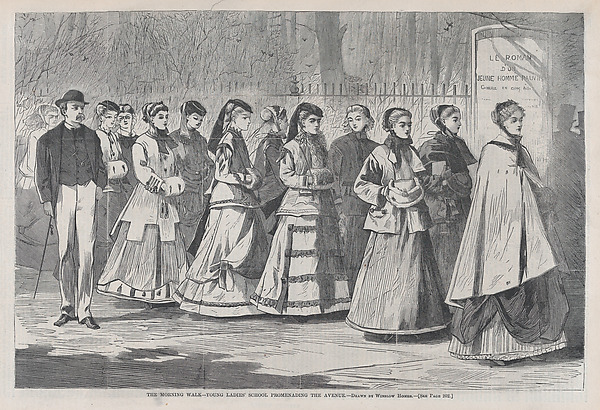 LE ROMAN
D'UN
JEUNE HOMME PAUVRE
THE MORNING WALK—YOUNG LADIES' SCHOOL PROMENADING THE AVENUE.—Drawn by Winslow Homer.—[See Page 202.]